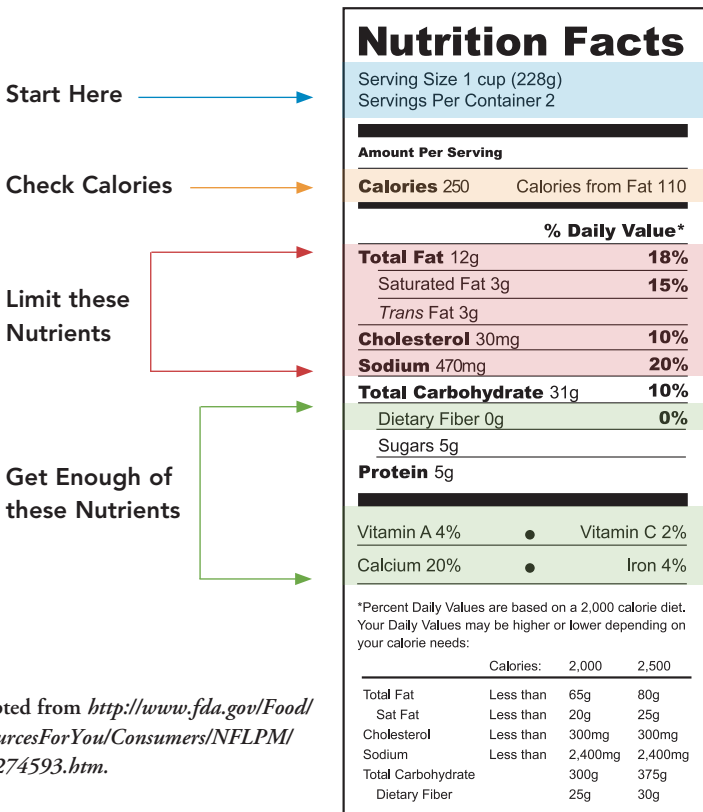 Nutrition Facts
Start Here
Serving Size 1 cup (228g)
Servings Per Container 2
Amount Per Serving
Check Calories
Calories 250 Calories from Fat 110
% Daily Value*
Limit these
Nutrients
Total Fat 12g 18%
Saturated Fat 3g 15%
Trans Fat 3g
Cholesterol 30mg 10%
Sodium 470mg 20%
Total Carbohydrate 31g 10%
Get Enough of
these Nutrients
Dietary Fiber 0g 0%
Sugars 5g
Protein 5g
Vitamin A 4% ● Vitamin C 2%
Calcium 20% ● Iron 4%
*Percent Daily Values are based on a 2,000 calorie diet.
Your Daily Values may be higher or lower depending on
your calorie needs:
Calories: 2,000 2,500
Total Fat Less than 65g 80g
Sat Fat Less than 20g 25g
Cholesterol Less than 300mg 300mg
Sodium Less than 2,400mg 2,400mg
Total Carbohydrate 300g 375g
Dietary Fiber 25g 30g
from http://www.fda.gov/Food/
ForYou/Consumers/NFLPM/
274593.htm.